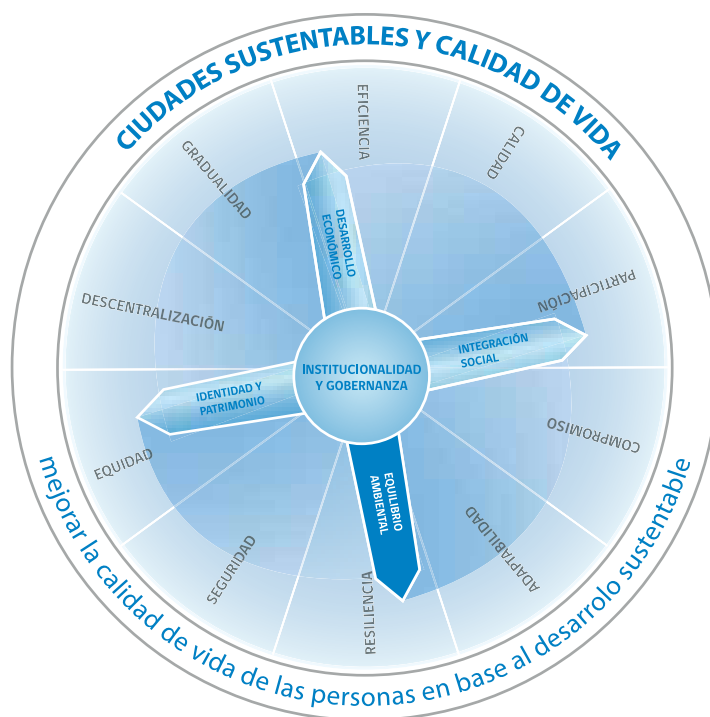 CIUDADES SUSTENTABLES Y CALIDAD DE VIDA
EFICIENCIA
CALIDAD
PARTICIPACIÓN
COMPROMISO
ADAPTABILIDAD
RESILIENCIA
SEGURIDAD
EQUIDAD
DESCENTRALIZACIÓN
GRADUALIDAD
DESARROLLO
ECONÓMICO
INTEGRACIÓN
SOCIAL
EQUILIBRIO
AMBIENTAL
IDENTIDAD Y
PATRIMONIO
INSTITUCIONALIDAD
Y GOBERNANZA
mejorar la calidad de vida de las personas en base al desarrolo sustentable